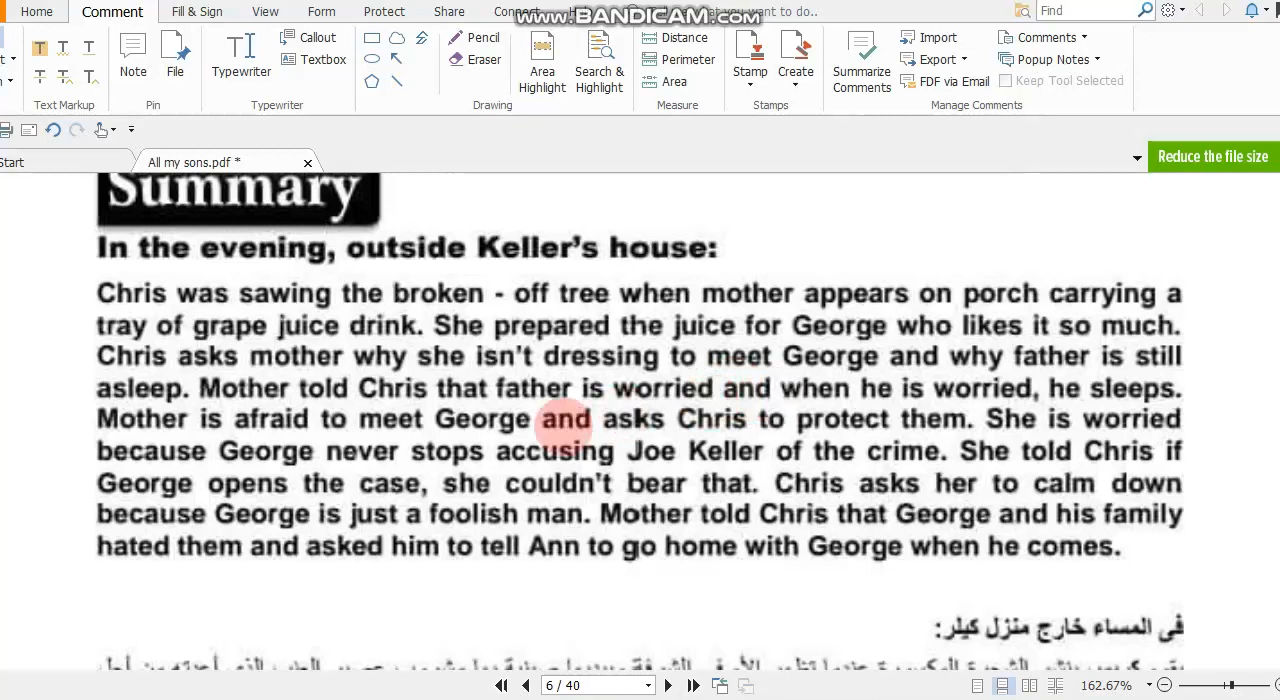 Home Comment Fill & Sign View Form Protect Share Connect
www.BANDICAM.com
t you want to do.. Find
Note File Typewriter Callout Textbox Pencil Eraser Area Highlight Search & Highlight Distance Perimeter Area Stamp Create Summarize Comments Import Export FDF via Email Comments Popup Notes Keep Tool Selected
Text Markup Pin Typewriter Drawing Measure Stamps Manage Comments
Start All my sons.pdf * Reduce the file size
Summary
In the evening, outside Keller's house:
Chris was sawing the broken - off tree when mother appears on porch carrying a
tray of grape juice drink. She prepared the juice for George who likes it so much.
Chris asks mother why she isn't dressing to meet George and why father is still
asleep. Mother told Chris that father is worried and when he is worried, he sleeps.
Mother is afraid to meet George and asks Chris to protect them. She is worried
because George never stops accusing Joe Keller of the crime. She told Chris if
George opens the case, she couldn't bear that. Chris asks her to calm down
because George is just a foolish man. Mother told Chris that George and his family
hated them and asked him to tell Ann to go home with George when he comes.
فى المساء خارج منزل كيلر:
6 / 40 162.67%